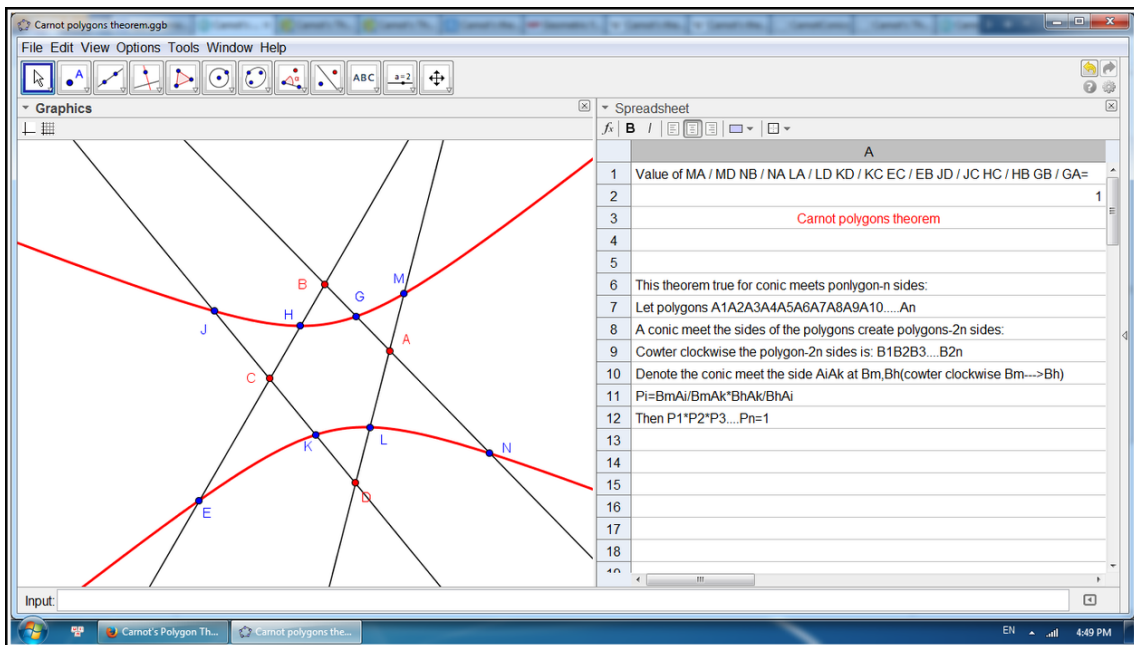 Carnot polygons theorem.ggb
File Edit View Options Tools Window Help
A
ABC
a=2
Graphics
Spreadsheet
fx B I
A
1 Value of MA / MD NB / NA LA / LD KD / KC EC / EB JD / JC HC / HB GB / GA=
2 1
3 Carnot polygons theorem
4
5
6 This theorem true for conic meets ponlygon-n sides:
7 Let polygons A1A2A3A4A5A6A7A8A9A10.....An
8 A conic meet the sides of the polygons create polygons-2n sides:
9 Cowter clockwise the polygon-2n sides is: B1B2B3....B2n
10 Denote the conic meet the side AiAk at Bm,Bh(cowter clockwise Bm--->Bh)
11 Pi=BmAi/BmAk*BhAk/BhAi
12 Then P1*P2*P3....Pn=1
13
14
15
16
17
18
B
M
G
H
J
A
C
K
L
N
D
E
Input:
Carnot's Polygon Th...
Carnot polygons the...
EN
4:49 PM